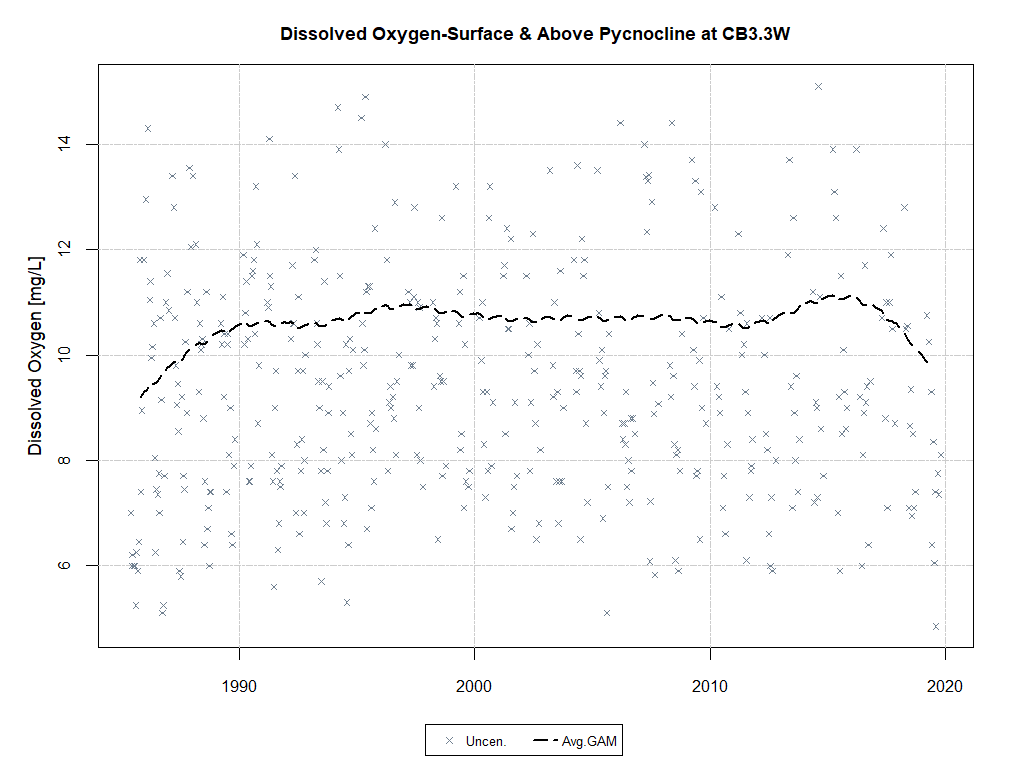 Dissolved Oxygen-Surface & Above Pycnocline at CB3.3W
Dissolved Oxygen [mg/L]
14
12
10
8
6
1990 2000 2010 2020
Uncen. Avg.GAM